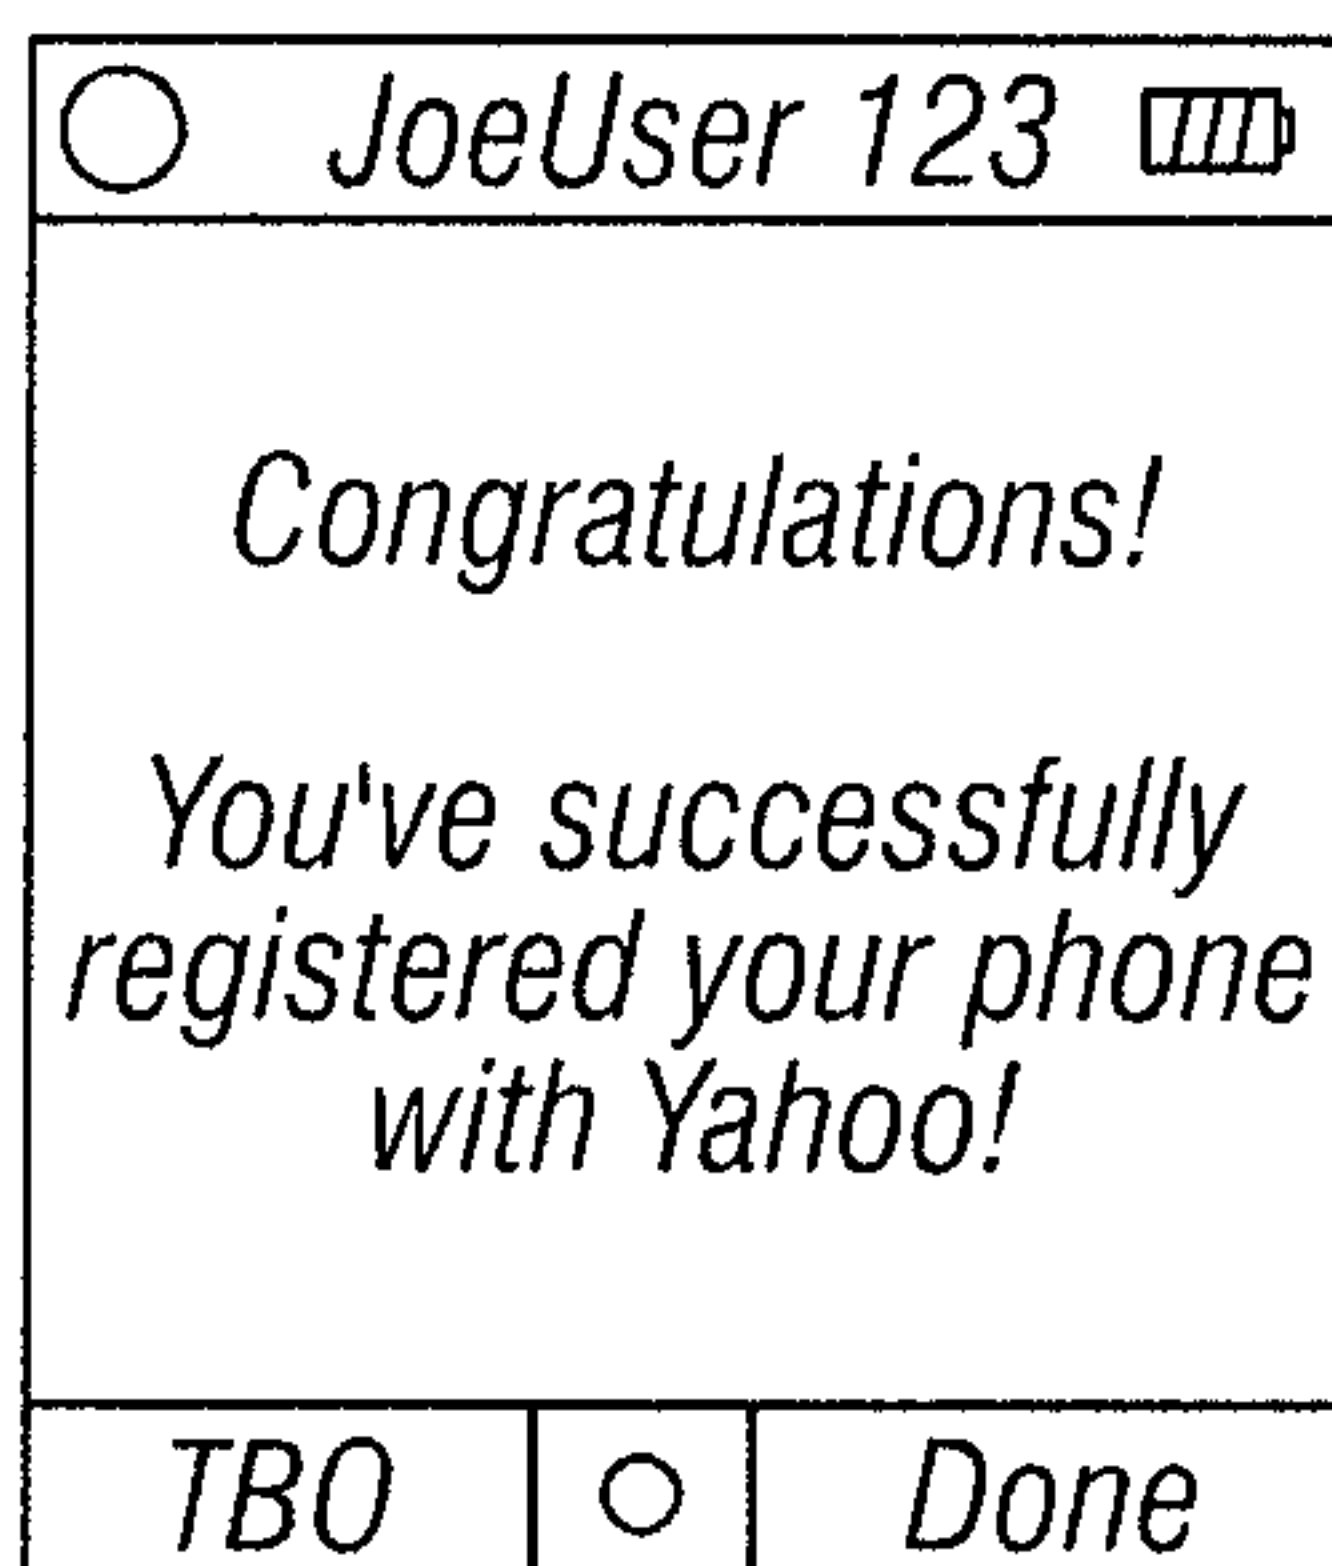 JoeUser 123
Congratulations!
You've successfully
registered your phone
with Yahoo!
TBO
Done